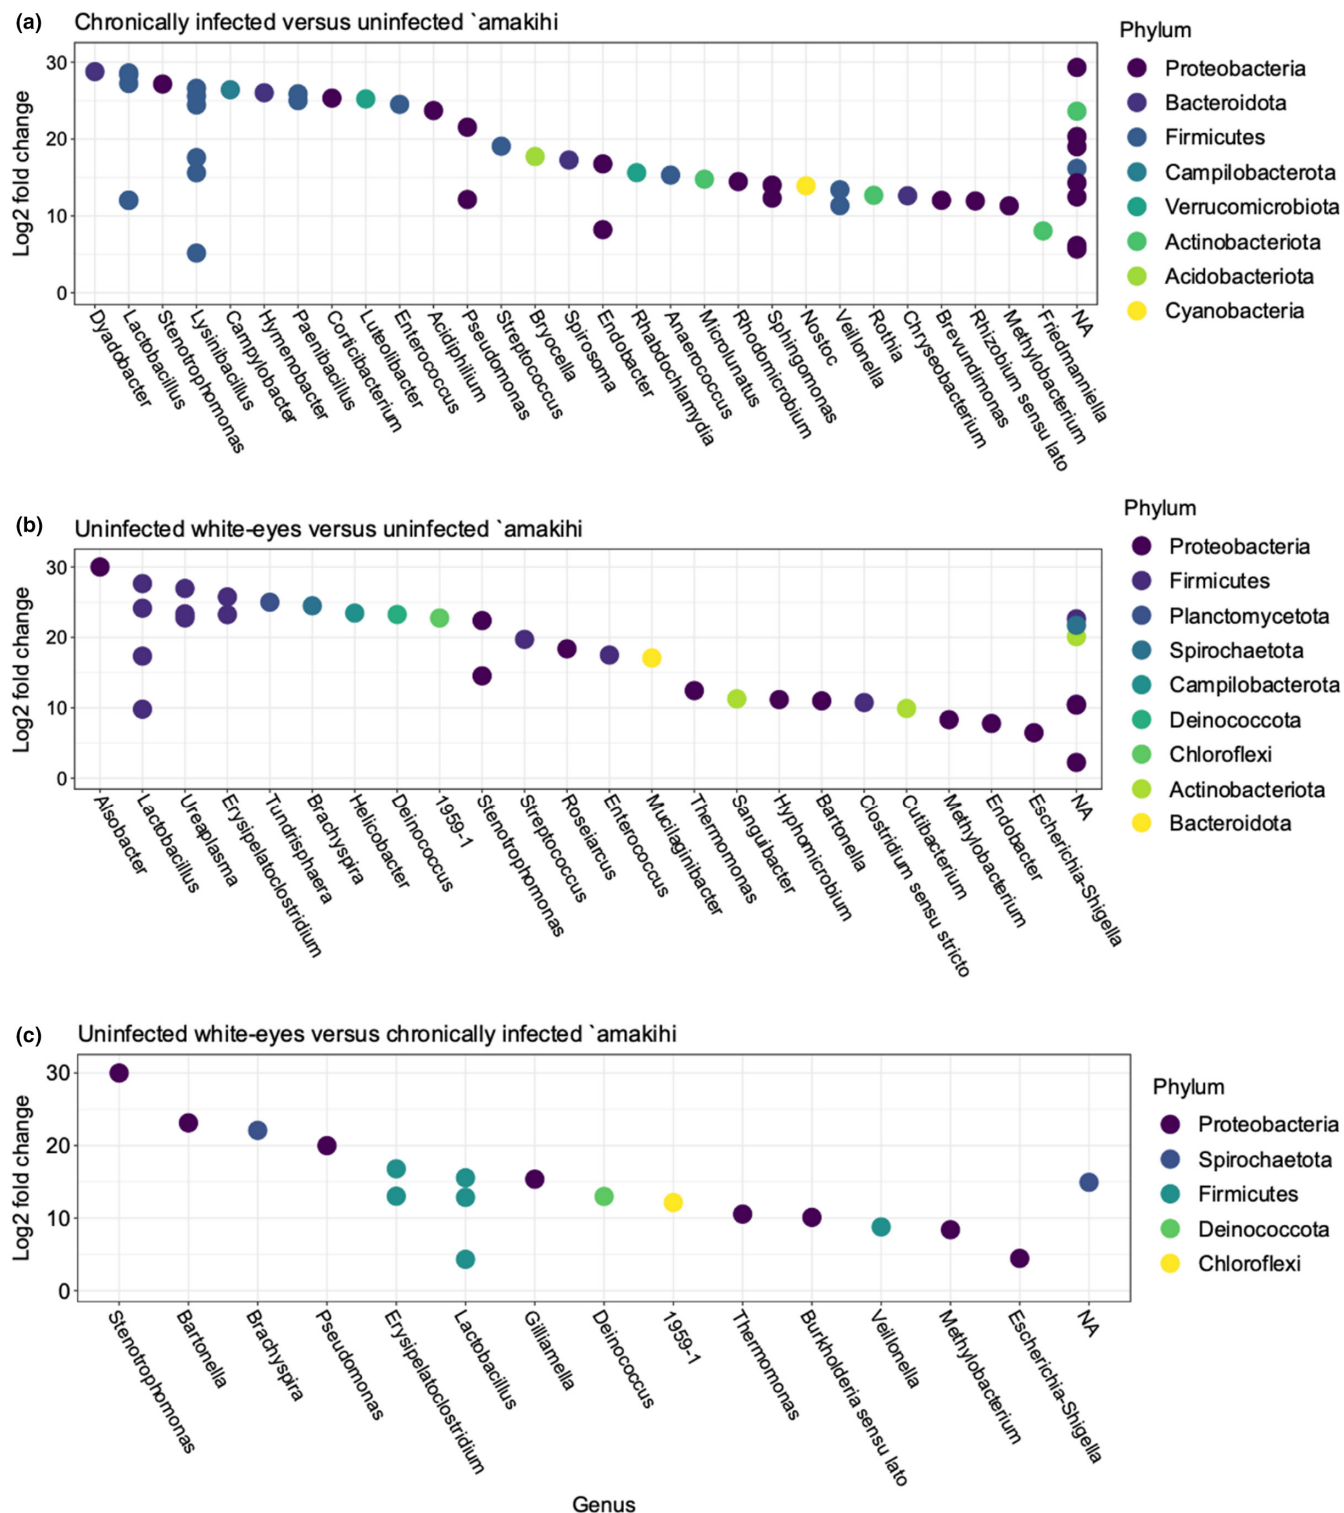 (a) Chronically infected versus uninfected `amakihi
Log2 fold change
30
20
10
0
Dyadobacter
Lactobacillus
Stenotrophomonas
Lysinibacillus
Campylobacter
Hymenobacter
Paenibacillus
Corticibacterium
Luteolibacter
Enterococcus
Acidiphilium
Pseudomonas
Streptococcus
Bryocella
Spirosoma
Endobacter
Rhabdochlamydia
Anaerococcus
Microlunatus
Rhodomicrobium
Sphingomonas
Nostoc
Veillonella
Rothia
Chryseobacterium
Brevundimonas
Rhizobium sensu lato
Methylobacterium
Friedmanniella
NA
Phylum
Proteobacteria
Bacteroidota
Firmicutes
Campilobacterota
Verrucomicrobiota
Actinobacteriota
Acidobacteriota
Cyanobacteria
(b) Uninfected white-eyes versus uninfected `amakihi
Log2 fold change
30
20
10
0
Alsobacter
Lactobacillus
Ureaplasma
Erysipelatoclostridium
Tundrisphaera
Brachyspira
Helicobacter
Deinococcus
1959-1
Stenotrophomonas
Streptococcus
Roseiarcus
Enterococcus
Mucilaginibacter
Thermomonas
Sanguibacter
Hyphomicrobium
Bartonella
Clostridium sensu stricto
Cutibacterium
Methylobacterium
Endobacter
Escherichia-Shigella
NA
Phylum
Proteobacteria
Firmicutes
Planctomycetota
Spirochaetota
Campilobacterota
Deinococcota
Chloroflexi
Actinobacteriota
Bacteroidota
(c) Uninfected white-eyes versus chronically infected `amakihi
Log2 fold change
30
20
10
0
Stenotrophomonas
Bartonella
Brachyspira
Pseudomonas
Erysipelatoclostridium
Lactobacillus
Gilliamella
Deinococcus
1959-1
Thermomonas
Burkholderia sensu lato
Veillonella
Methylobacterium
Escherichia-Shigella
NA
Genus
Phylum
Proteobacteria
Spirochaetota
Firmicutes
Deinococcota
Chloroflexi